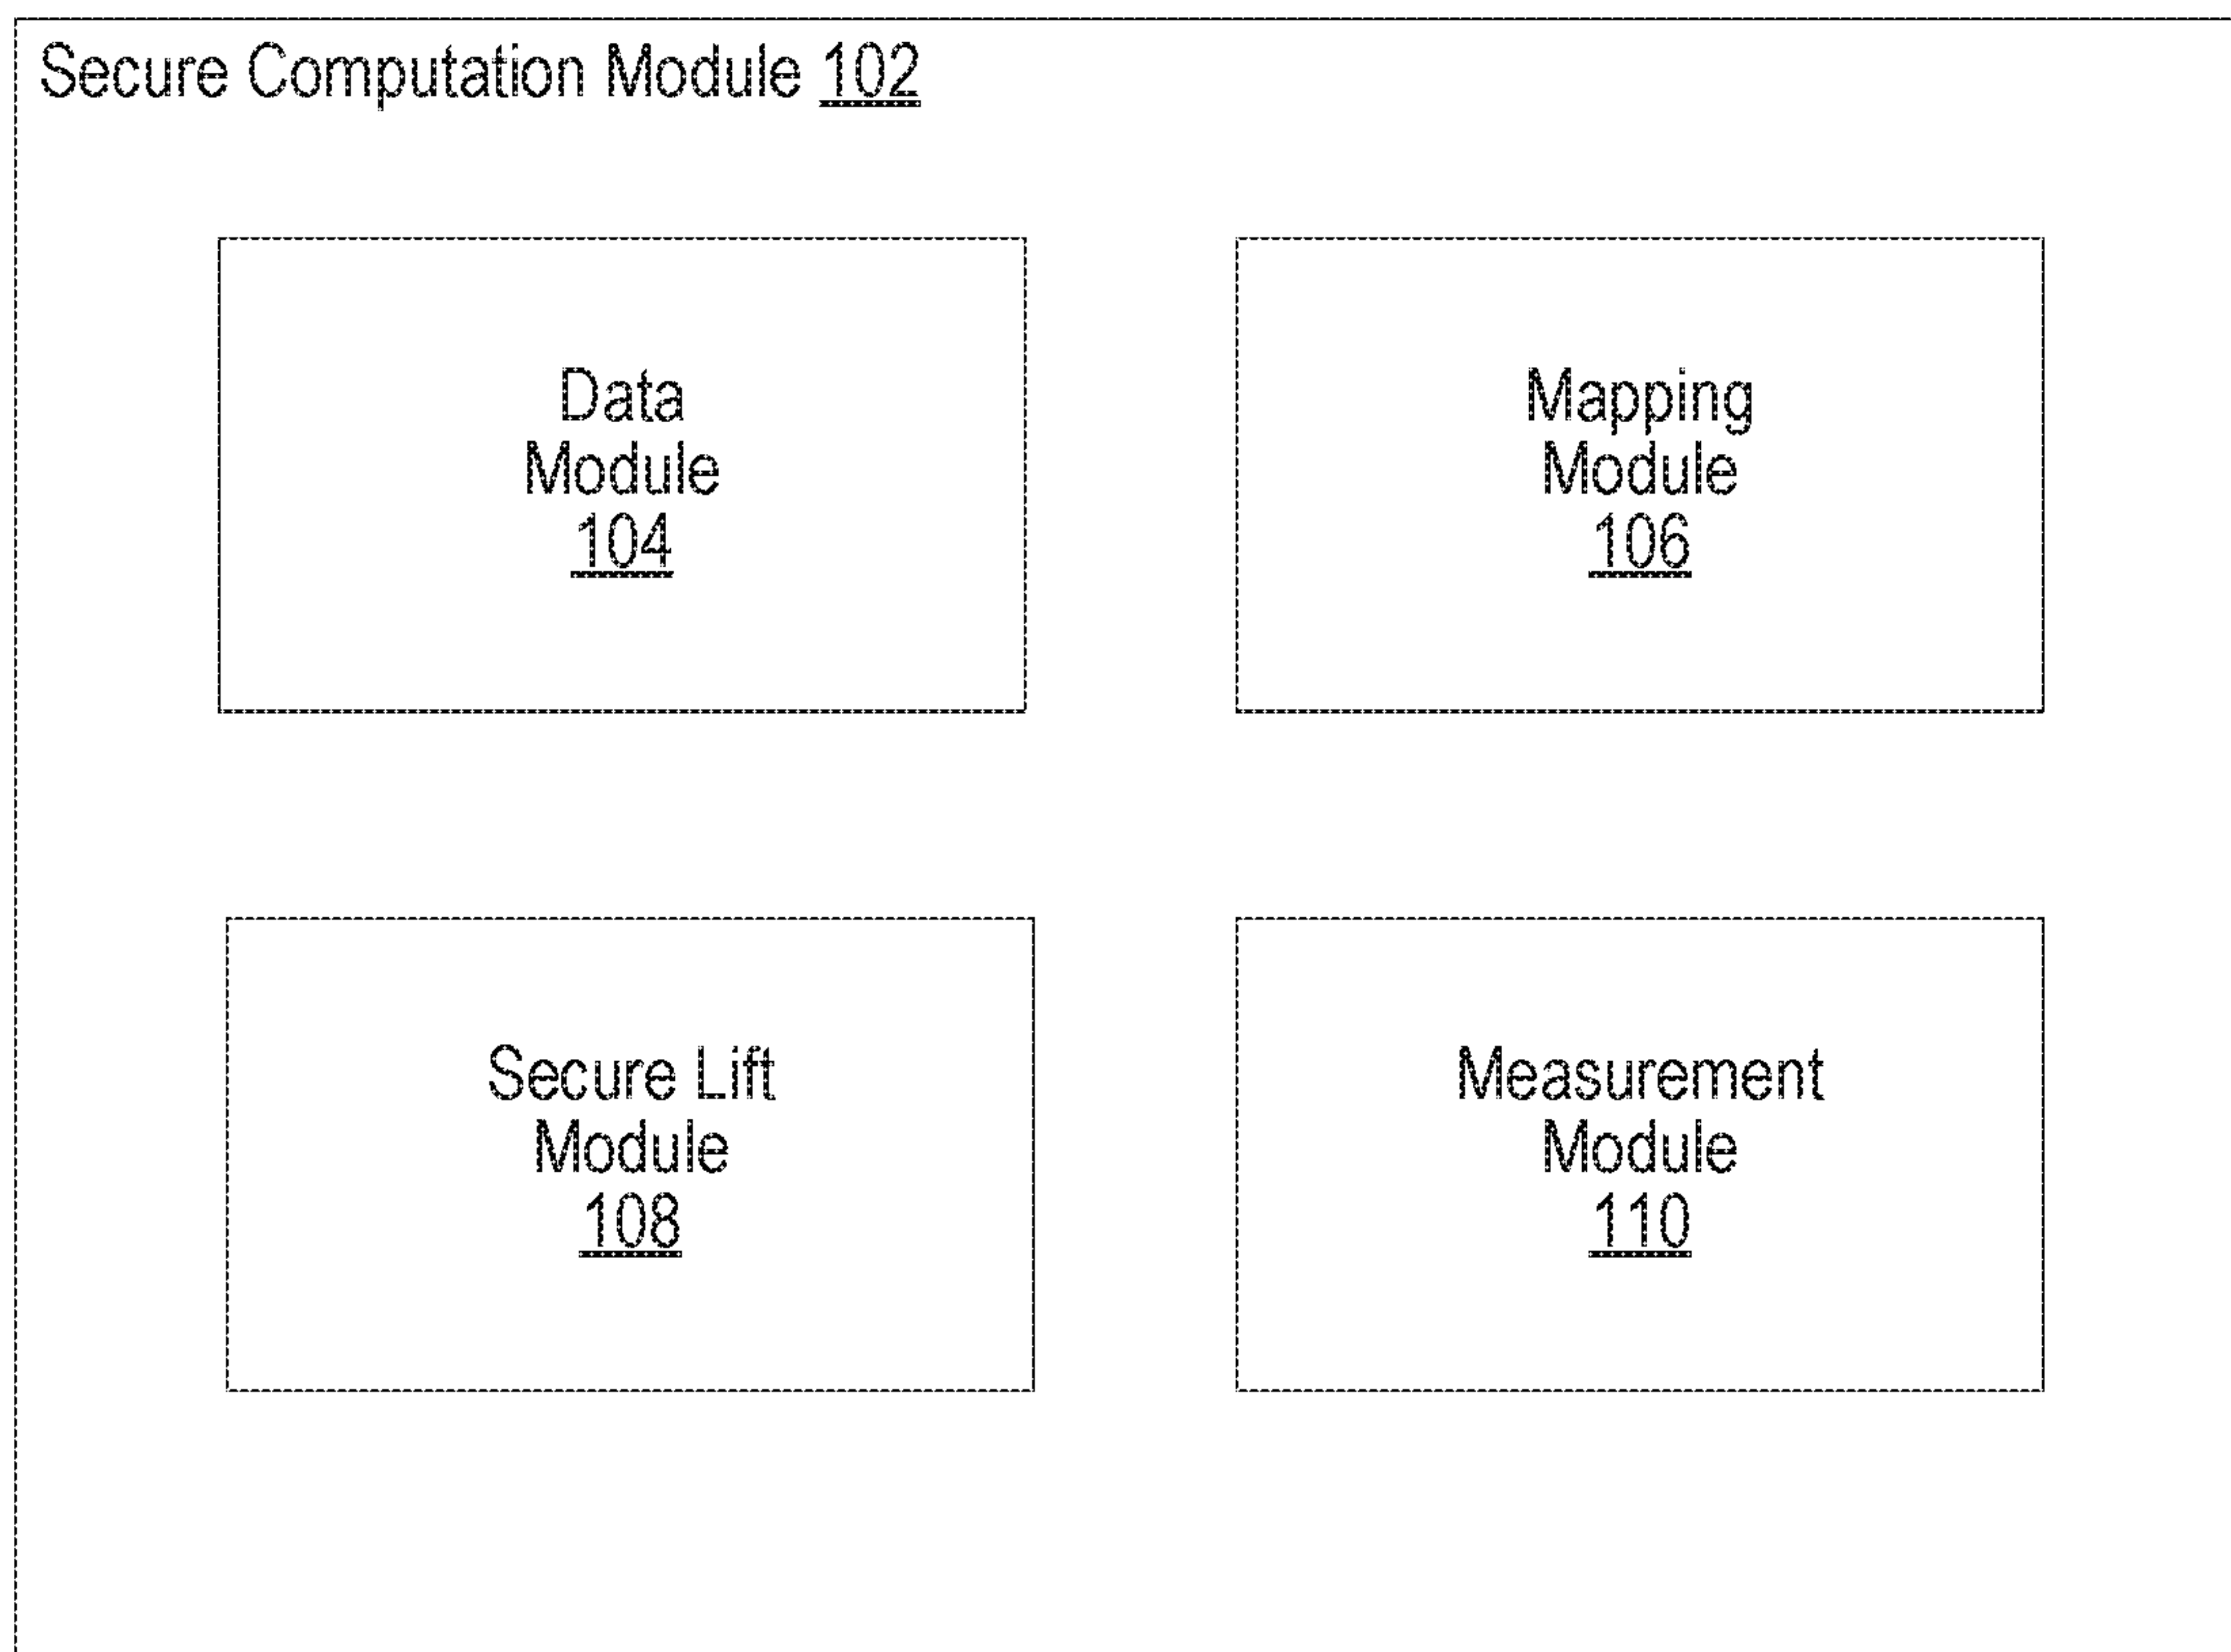 Secure Computation Module 102
Data
Module
104
Mapping
Module
106
Secure Lift
Module
108
Measurement
Module
110